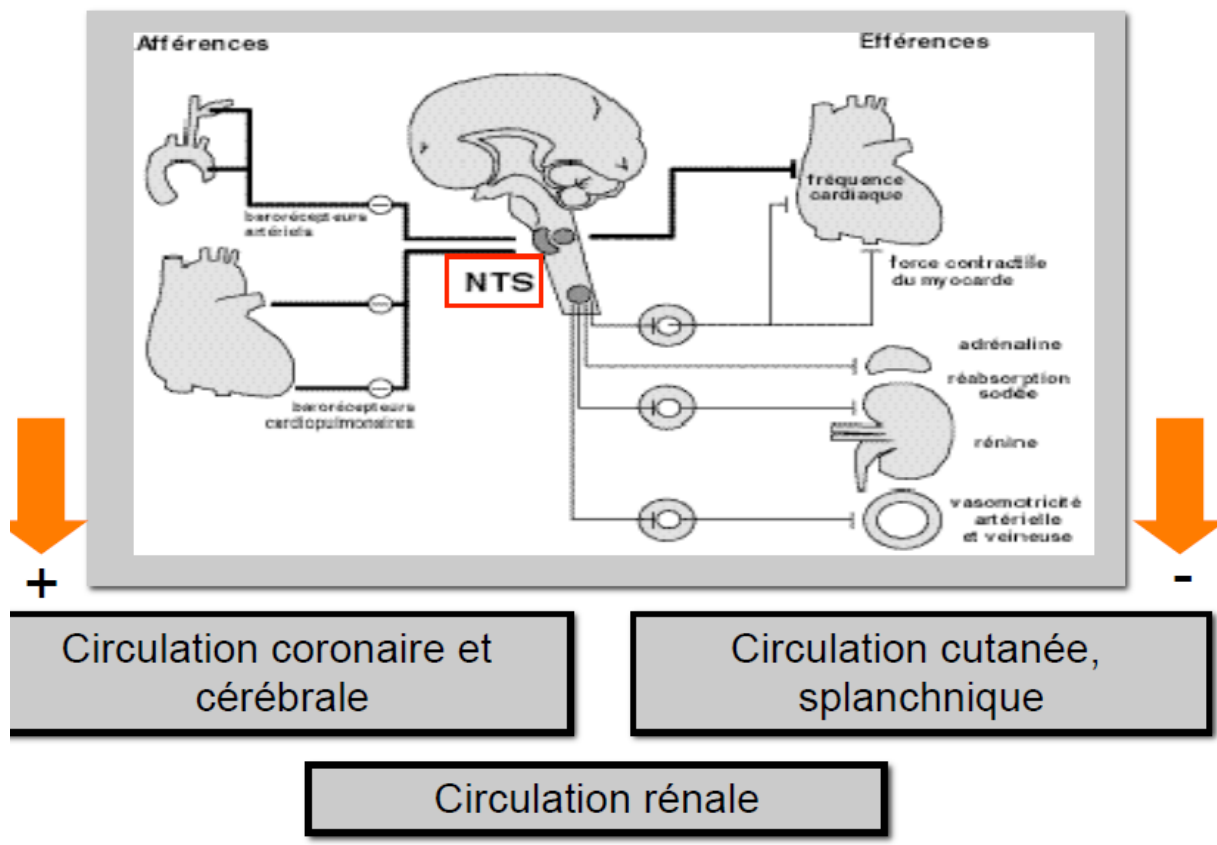 Afférences
Efférences
fréquence
cardiaque
barorécepteurs
artériels
NTS
force contractile
du myocarde
adrénaline
réabsorption
sodée
barorécepteurs
cardiopulmonaires
rénine
vasomotricité
artérielle
et veineuse
+
-
Circulation coronaire et
cérébrale
Circulation cutanée,
splanchnique
Circulation rénale